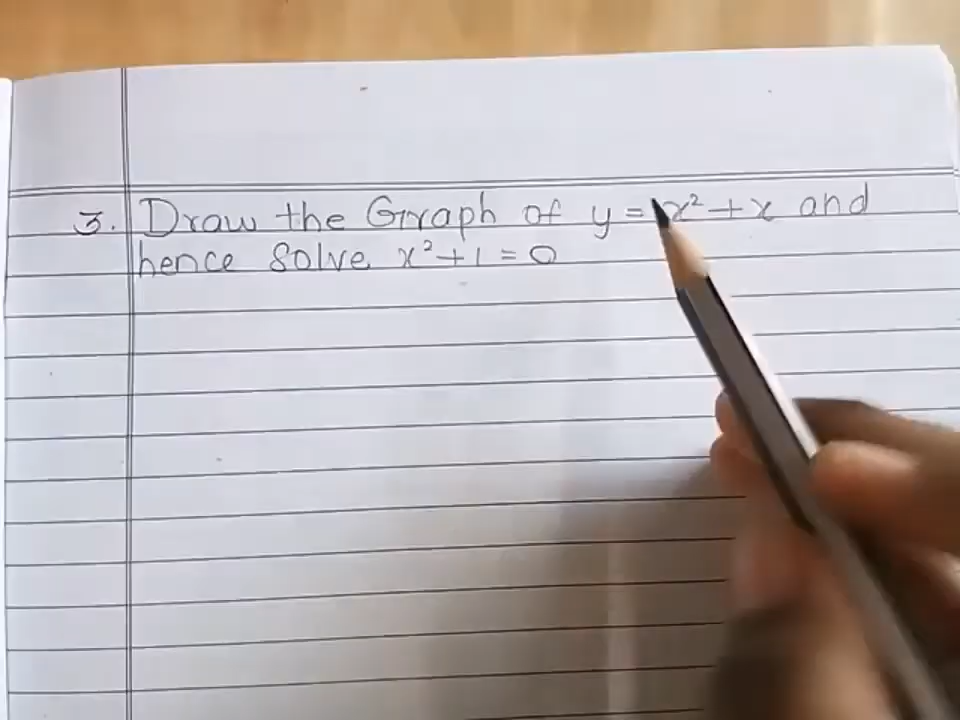 3. Draw the Graph of y = x² + x and
hence solve x² + 1 = 0